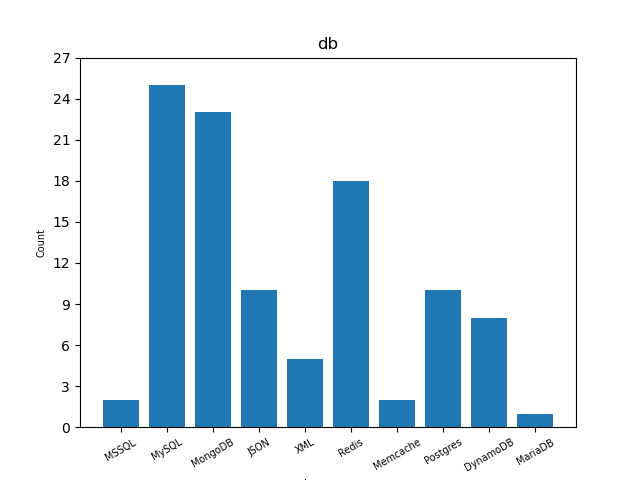 db
27
24
21
18
15
12
9
6
3
0
Count
MSSQL
MySQL
MongoDB
JSON
XML
Redis
Memcache
Postgres
DynamoDB
MariaDB